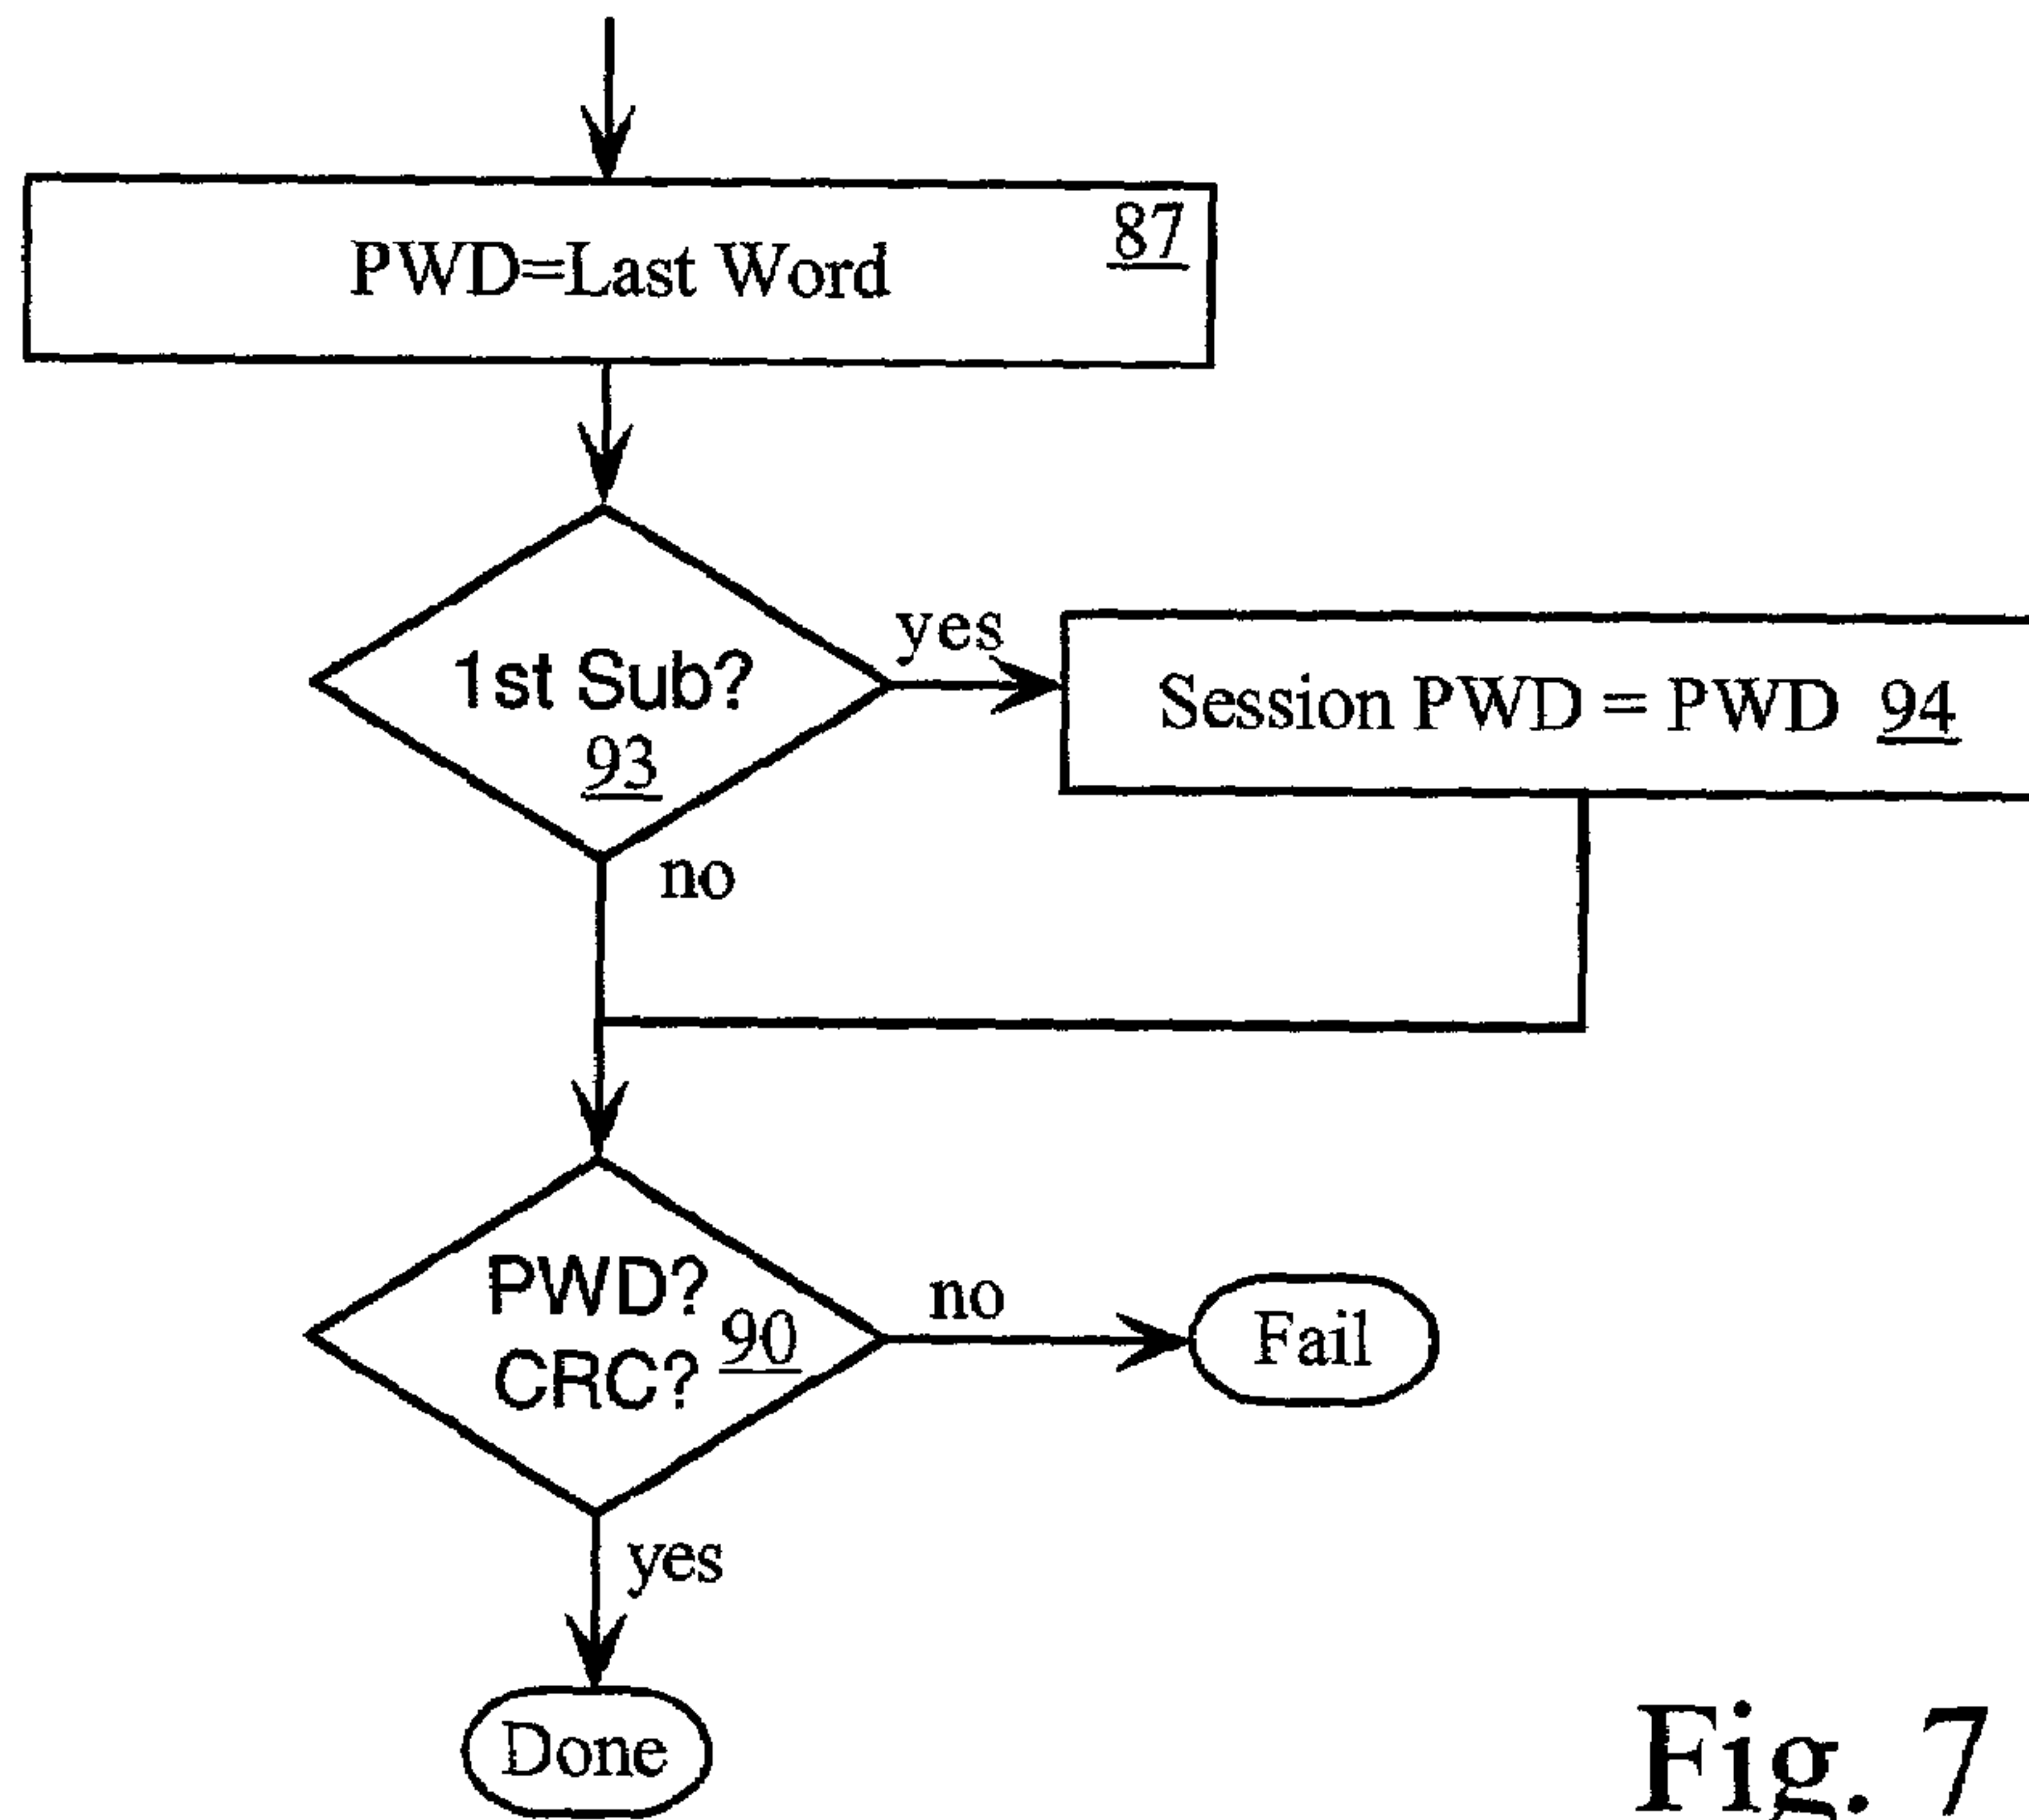 87
PWD=Last Word
1st Sub?
93
yes
Session PWD = PWD 94
no
PWD?
CRC?
90
no
Fail
yes
Done
Fig. 7